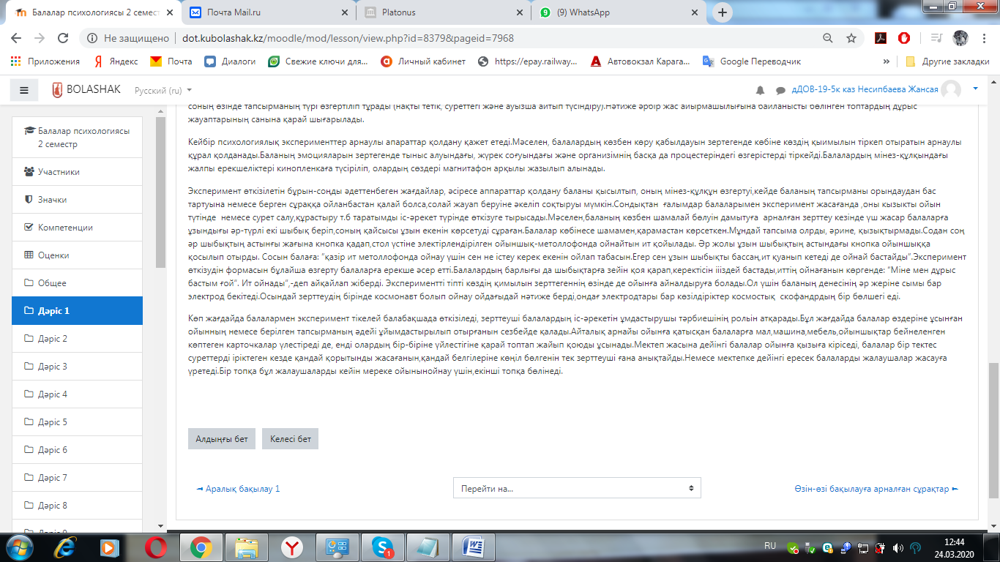 Балалар психологиясы 2 семест
Почта Mail.ru
Platonus
(9) WhatsApp
Не защищено
dot.kubolashak.kz/moodle/mod/lesson/view.php?id=8379&pageid=7968
Приложения
Яндекс
Почта
Диалоги
Свежие ключи для...
Личный кабинет
https://epay.railway...
Автовокзал Карага...
Google Переводчик
»
Другие закладки
BOLASHAK
Русский (ru)
дДОВ-19-5к каз Несипбаева Жансая
Балалар психологиясы
2 семестр
Участники
Значки
Компетенции
Оценки
Общее
Дәріс 1
Дәріс 2
Дәріс 3
Дәріс 4
Дәріс 5
Дәріс 6
Дәріс 7
Дәріс 8
соның өзінде тапсырманың түрі өзгертіліп тұрады (нақты тетік, суреттегі және ауызша айтып түсіндіру).Нәтиже әрбір жас айырмашылығына байланысты бөлінген топтардың дұрыс
жауаптарының санына қарай шығарылады.
Кейбір психологиялық эксперименттер арнаулы апараттар қолдану қажет етеді.Мәселен, балалардың көзбен көру қабылдауын зертегенде көбіне көздің қыимылын тіркеп отыратын арнаулы
құрал қолданады.Баланың эмоцияларын зертегенде тыныс алуындағы, жүрек соғуындағы және организімнің басқа да процестеріндегі өзгерістерді тіркейді.Балалардың мінез-құлқындағы
жалпы ерекшеліктері кинопленкаға түсіріліп, олардың сөздері магнитафон арқылы жазылып алынады.
Эксперимент өткізілетін бұрын-соңды әдеттенбеген жағдайлар, әсіресе аппараттар қолдану баланы қысылтып, оның мінез-құлқұн өзгертуі,кейде баланың тапсырманы орындаудан бас
тартуына немесе берген сұраққа ойланбастан қалай болса,солай жауап беруіне әкеліп соқтыруы мүмкін.Сондықтан  ғалымдар балаларымен эксперимент жасағанда ,оны кызыкты ойын
түтінде  немесе сурет салу,құрастыру т.б таратымды іс-әрекет түрінде өткізуге тырысады.Мәселен,баланың көзбен шамалай бөлуін дамытуға  арналған зерттеу кезінде үш жасар балаларға
ұзындығы әр-түрлі екі шыбық беріп,соның қайсысы ұзын екенін көрсетуді сұраған.Балалар көбінесе шамамен,қарамастан көрсеткен.Мұндай тапсыма олрды, әрине, қызықтырмады.Содан соң
әр шыбықтың астыңғы жағына кнопка қадап,стол үстіне электірлендірілген ойыншық-метоллофонда ойнайтын ит қойылады. Әр жолы ұзын шыбықтың астындағы кнопка ойыншыққа
қосылып отырды. Сосын балаға: "қазір ит метоллофонда ойнау үшін сен не істеу керек екенін ойлап табасын.Егер сен ұзын шыбықты бассаң,ит қуанып кетеді де ойнай бастайды".Эксперимент
өткізудін формасын бұлайша өзгерту балаларға ерекше әсер етті.Балалардың барлығы да шыбықтарға зейін қоя қарап,керектісін іііздей бастады,иттің ойнағанын көргенде: "Міне мен дұрыс
бастым ғой". Ит ойнады",-деп айқайлап жіберді. Экспериментті тіпті көздің қимылын зерттегеннің өзінде де ойынға айналдыруға болады.Ол үшін баланың денесінің әр жеріне сымы бар
электрод бекітеді.Осындай зерттеудің бірінде космонавт болып ойнау ойдағыдай нәтиже берді,ондағ электродтары бар көзілдіріктер космостық  скофандрдың бір бөлшегі еді.
Көп жағдайда балалармен эксперимент тікелей балабақшада өткізіледі, зерттеуші балалардың іс-әрекетін ұмдастырушы тәрбиешінің ролын атқарады.Бұл жағдайда балалар өздеріне ұсынған
ойынның немесе берілген тапсырманың әдейі ұйымдастырылып отырғанын сезбейде қалады.Айталық арнайы ойынға қатысқан балаларға мал,машина,мебель,ойыншықтар бейнеленген
көптеген карточкалар үлестіреді де, енді олардың бір-біріне үйлестігіне қарай топтап жайып қоюды ұсынады.Мектеп жасына дейінгі балалар ойынға қызыға кіріседі, балалар бір тектес
суреттерді іріктеген кезде қандай қорытынды жасағанын,қандай белгілеріне көңіл бөлгенін тек зерттеуші ғана анықтайды.Немесе мектепке дейінгі ересек балаларды жалаушалар жасауға
үретеді.Бір топқа бұл жалаушаларды кейін мереке ойынынойнау үшін,екінші топқа бөлінеді.
Алдыңғы бет
Келесі бет
◄ Аралық бақылау 1
Перейти на...
Өзін-өзі бақылауға арналған сұрақтар ►
RU
12:44
24.03.2020